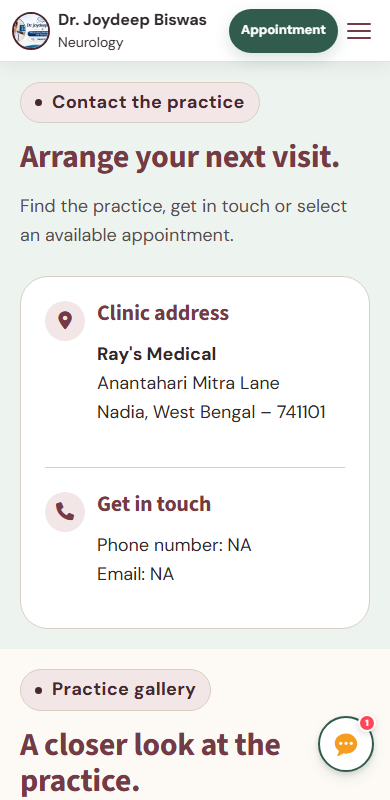 Dr. Joydeep Biswas
Neurology
Appointment
Contact the practice
Arrange your next visit.
Find the practice, get in touch or select
an available appointment.
Clinic address
Ray's Medical
Anantahari Mitra Lane
Nadia, West Bengal – 741101
Get in touch
Phone number: NA
Email: NA
Practice gallery
A closer look at the
practice.
1